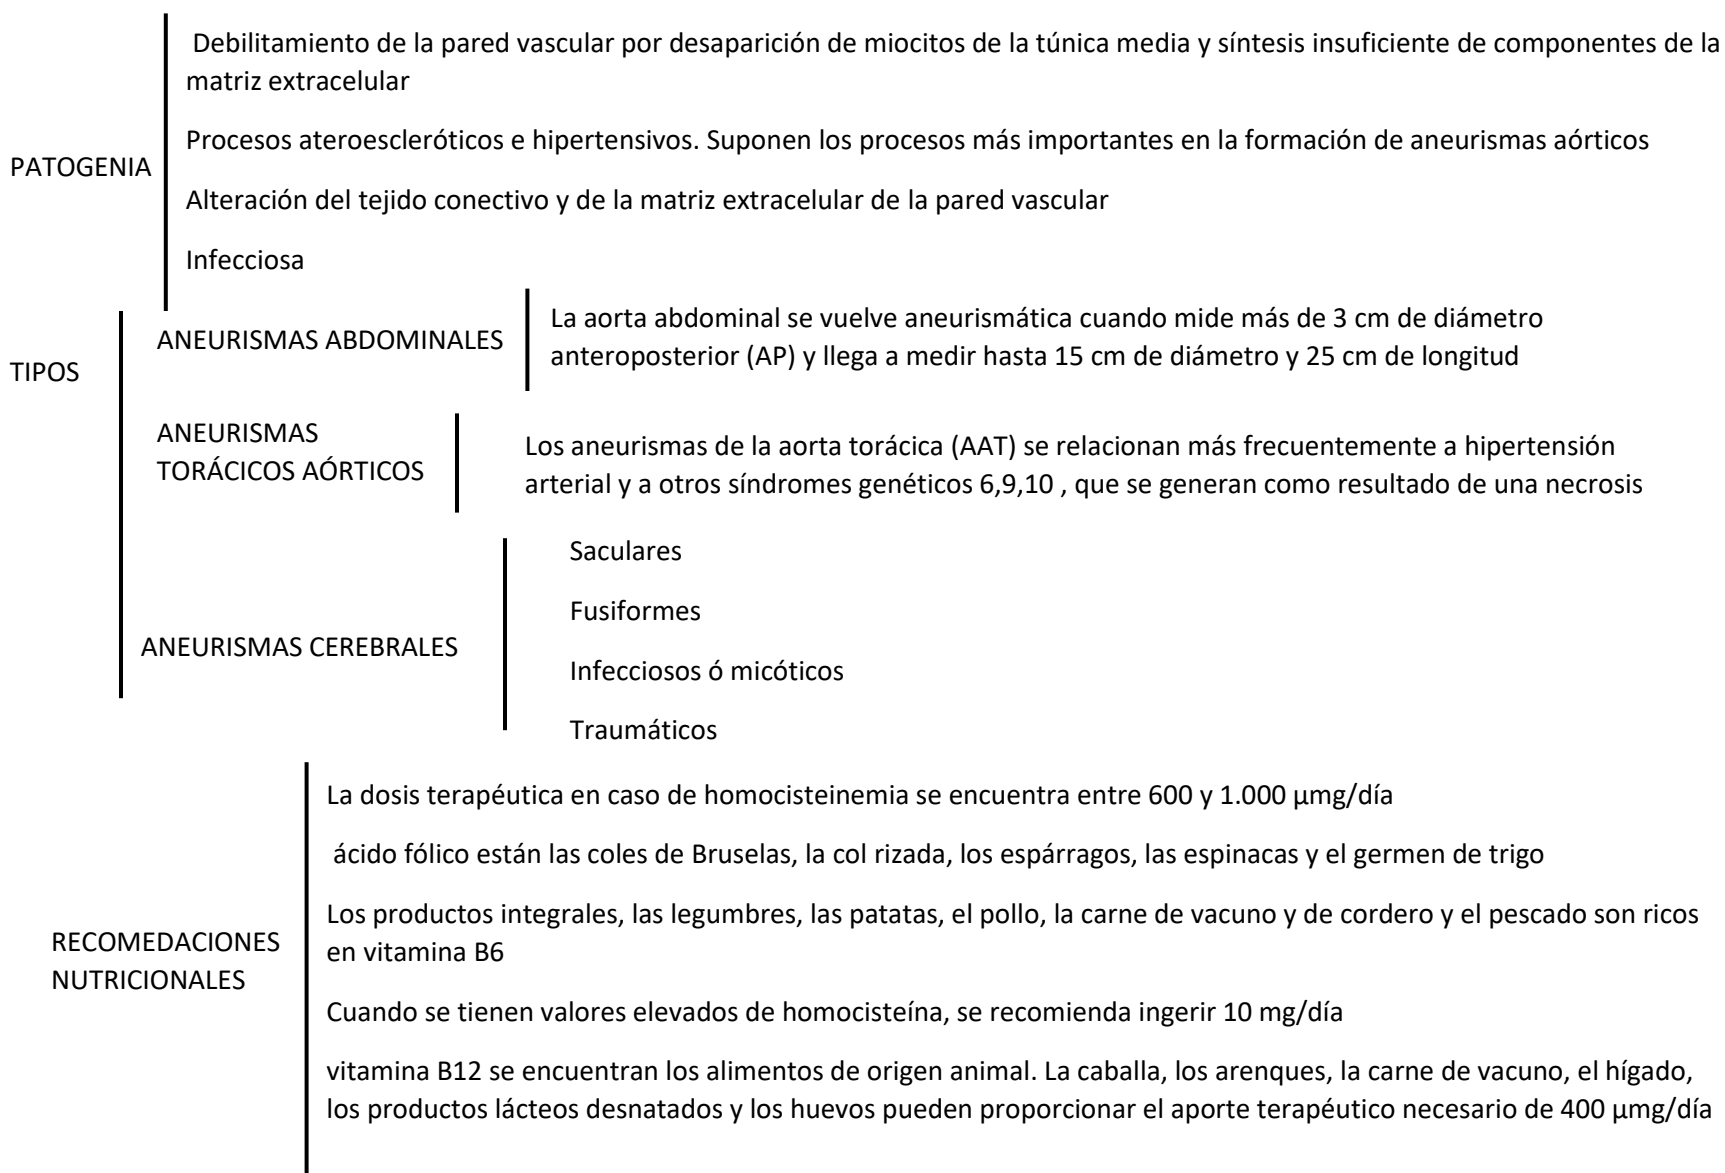 PATOGENIA
Debilitamiento de la pared vascular por desaparición de miocitos de la túnica media y síntesis insuficiente de componentes de la
matriz extracelular
Procesos ateroescleróticos e hipertensivos. Suponen los procesos más importantes en la formación de aneurismas aórticos
Alteración del tejido conectivo y de la matriz extracelular de la pared vascular
Infecciosa
TIPOS
ANEURISMAS ABDOMINALES
La aorta abdominal se vuelve aneurismática cuando mide más de 3 cm de diámetro
anteroposterior (AP) y llega a medir hasta 15 cm de diámetro y 25 cm de longitud
ANEURISMAS
TORÁCICOS AÓRTICOS
Los aneurismas de la aorta torácica (AAT) se relacionan más frecuentemente a hipertensión
arterial y a otros síndromes genéticos 6,9,10 , que se generan como resultado de una necrosis
ANEURISMAS CEREBRALES
Saculares
Fusiformes
Infecciosos ó micóticos
Traumáticos
RECOMEDACIONES
NUTRICIONALES
La dosis terapéutica en caso de homocisteinemia se encuentra entre 600 y 1.000 µmg/día
ácido fólico están las coles de Bruselas, la col rizada, los espárragos, las espinacas y el germen de trigo
Los productos integrales, las legumbres, las patatas, el pollo, la carne de vacuno y de cordero y el pescado son ricos
en vitamina B6
Cuando se tienen valores elevados de homocisteína, se recomienda ingerir 10 mg/día
vitamina B12 se encuentran los alimentos de origen animal. La caballa, los arenques, la carne de vacuno, el hígado,
los productos lácteos desnatados y los huevos pueden proporcionar el aporte terapéutico necesario de 400 µmg/día